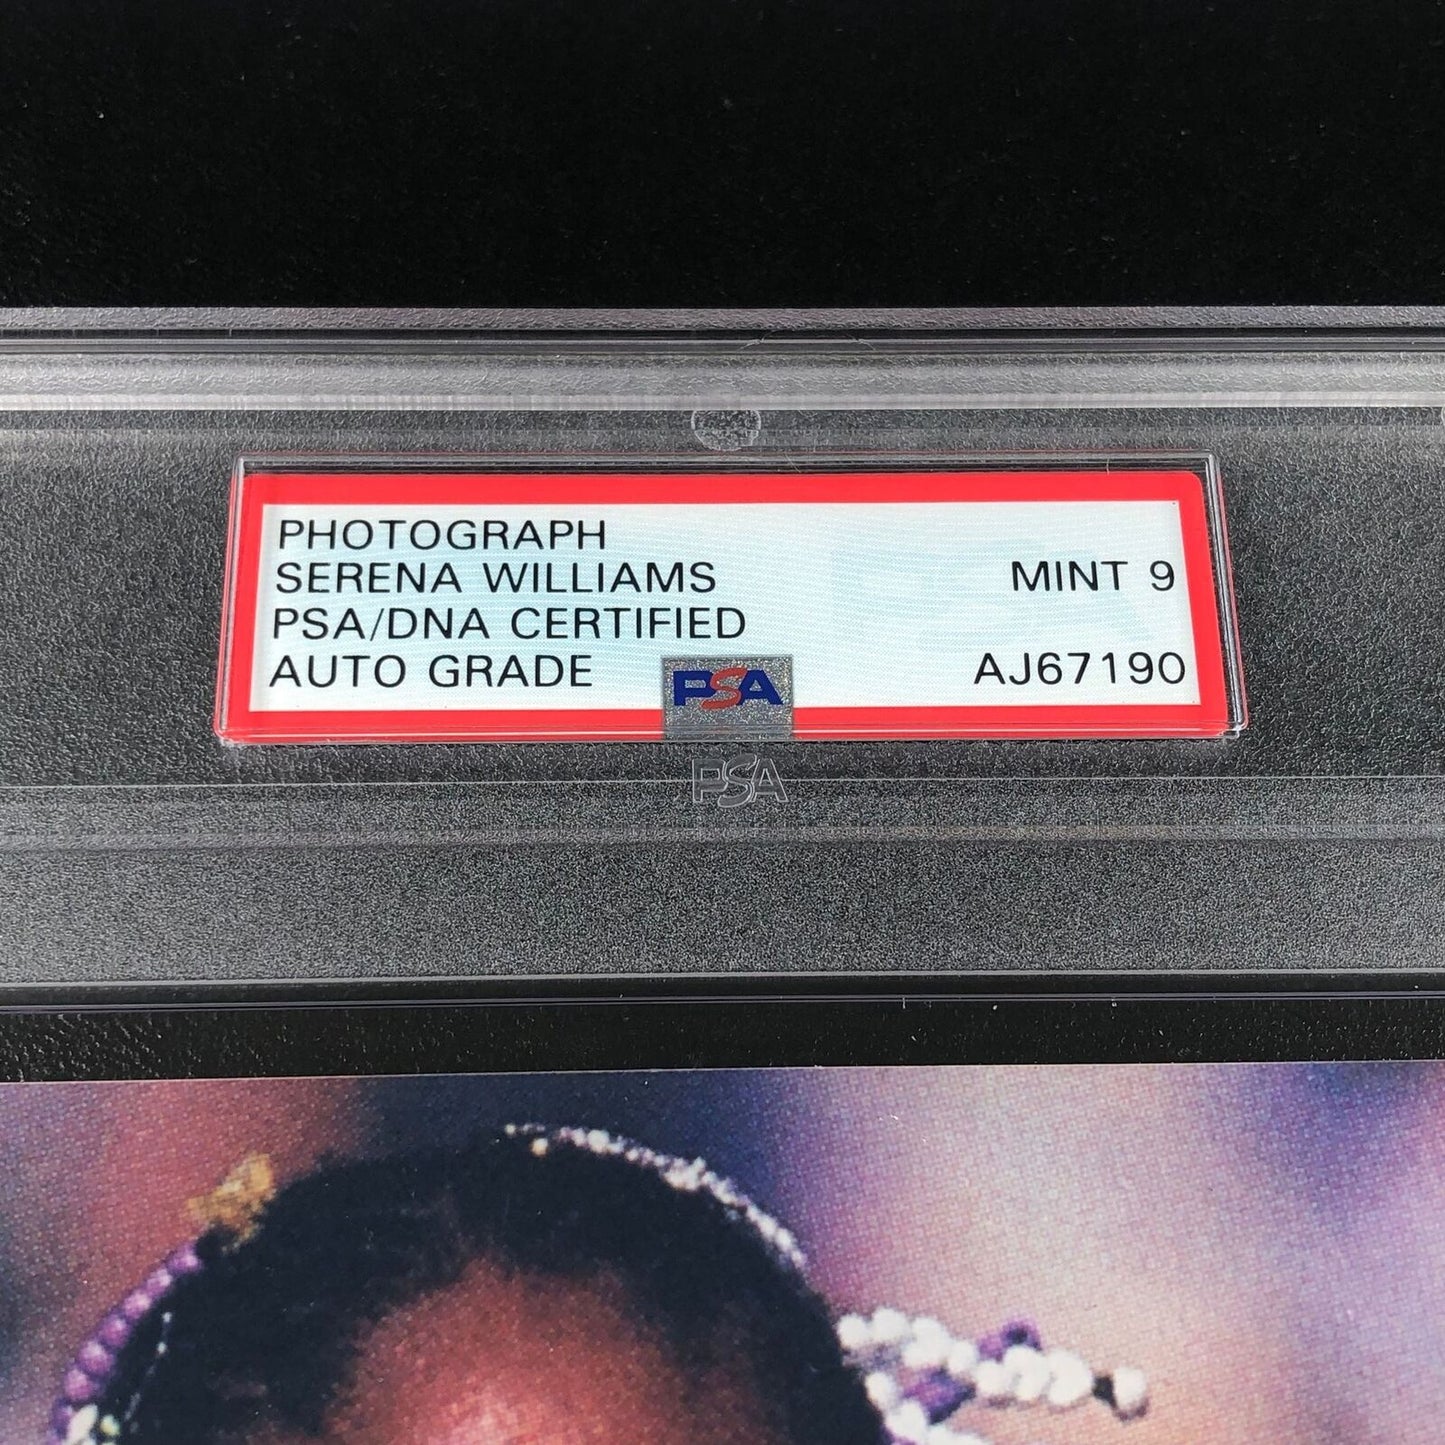 PHOTOGRAPH
SERENA WILLIAMS MINT 9
PSA/DNA CERTIFIED
AUTO GRADE AJ67190
PSA
PSA